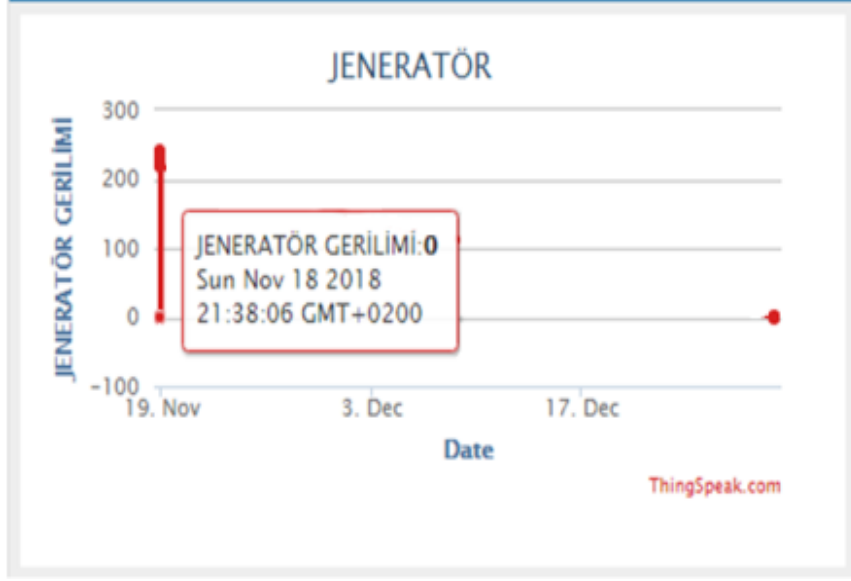 JENERATÖR
JENERATÖR GERİLİMİ
300
200
100
0
-100
JENERATÖR GERİLİMİ:0
Sun Nov 18 2018
21:38:06 GMT+0200
19. Nov
3. Dec
17. Dec
Date
ThingSpeak.com